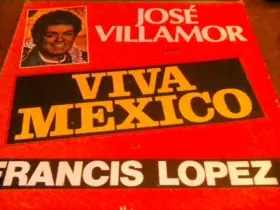 JOSÉ
VILLAMOR
VIVA
MEXICO
FRANCIS LOPEZ